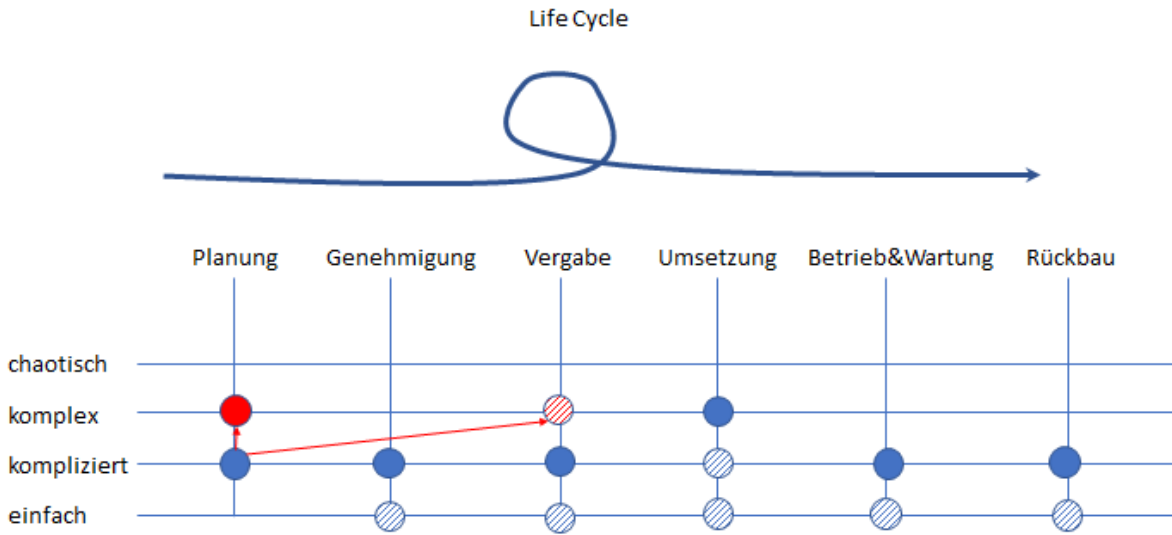 Life Cycle
Planung Genehmigung Vergabe Umsetzung Betrieb&Wartung Rückbau
chaotisch
komplex
kompliziert
einfach